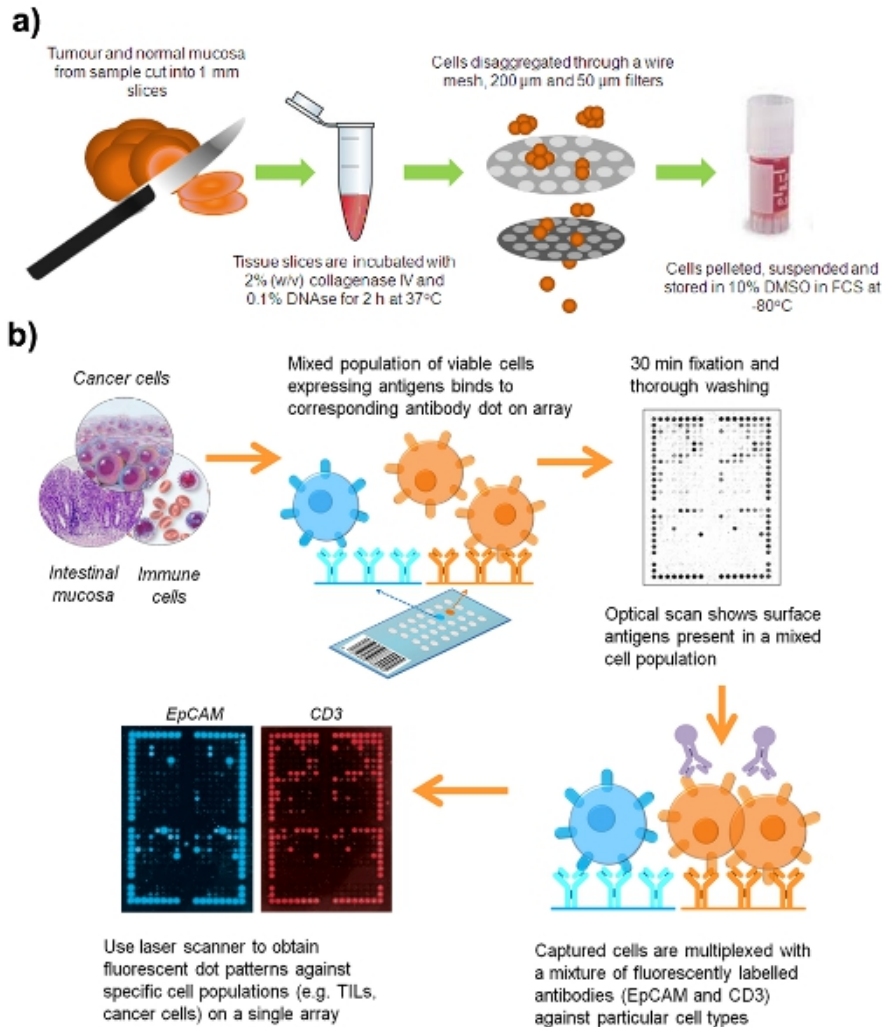 a)
Tumour and normal mucosa
from sample cut into 1 mm
slices
Cells disaggregated through a wire
mesh, 200 µm and 50 µm filters
Tissue slices are incubated with
2% (w/v) collagenase IV and
0.1% DNAse for 2 h at 37°C
Cells pelleted, suspended and
stored in 10% DMSO in FCS at
-80°C
b)
Cancer cells
Intestinal
mucosa
Immune
cells
Mixed population of viable cells
expressing antigens binds to
corresponding antibody dot on array
30 min fixation and
thorough washing
Optical scan shows surface
antigens present in a mixed
cell population
EpCAM
CD3
Use laser scanner to obtain
fluorescent dot patterns against
specific cell populations (e.g. TILs,
cancer cells) on a single array
Captured cells are multiplexed with
a mixture of fluorescently labelled
antibodies (EpCAM and CD3)
against particular cell types